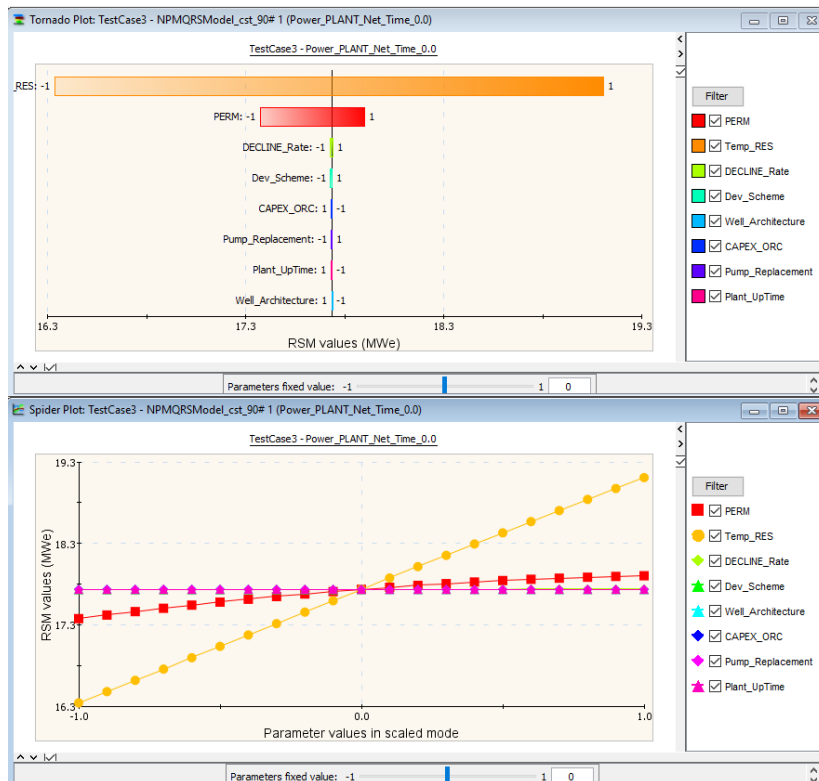 Tornado Plot: TestCase3 - NPMQRSModel_cst_90# 1 (Power_PLANT_Net_Time_0.0)
TestCase3 - Power_PLANT_Net_Time_0.0
_RES: -1 1
PERM: -1 1
DECLINE_Rate: -1 1
Dev_Scheme: -1 1
CAPEX_ORC: 1 -1
Pump_Replacement: -1 1
Plant_UpTime: 1 -1
Well_Architecture: 1 -1
16.3 17.3 18.3 19.3
RSM values (MWe)
Filter
PERM
Temp_RES
DECLINE_Rate
Dev_Scheme
Well_Architecture
CAPEX_ORC
Pump_Replacement
Plant_UpTime
Parameters fixed value: -1 1 0
Spider Plot: TestCase3 - NPMQRSModel_cst_90# 1 (Power_PLANT_Net_Time_0.0)
TestCase3 - Power_PLANT_Net_Time_0.0
19.3
18.3
17.3
16.3
RSM values (MWe)
-1.0 0.0 1.0
Parameter values in scaled mode
Filter
PERM
Temp_RES
DECLINE_Rate
Dev_Scheme
Well_Architecture
CAPEX_ORC
Pump_Replacement
Plant_UpTime
Parameters fixed value: -1 1 0